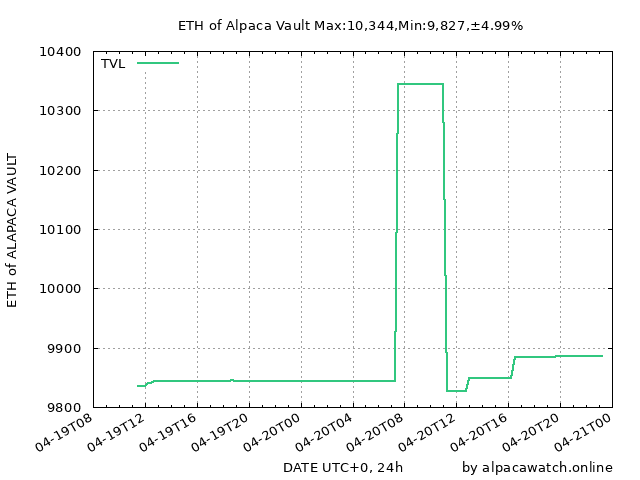 ETH of Alpaca Vault Max:10,344,Min:9,827,±4.99%
TVL
ETH of ALAPACA VAULT
10400
10300
10200
10100
10000
9900
9800
04-19T08 04-19T12 04-19T16 04-19T20 04-20T00 04-20T04 04-20T08 04-20T12 04-20T16 04-20T20 04-21T00
DATE UTC+0, 24h
by alpacawatch.online